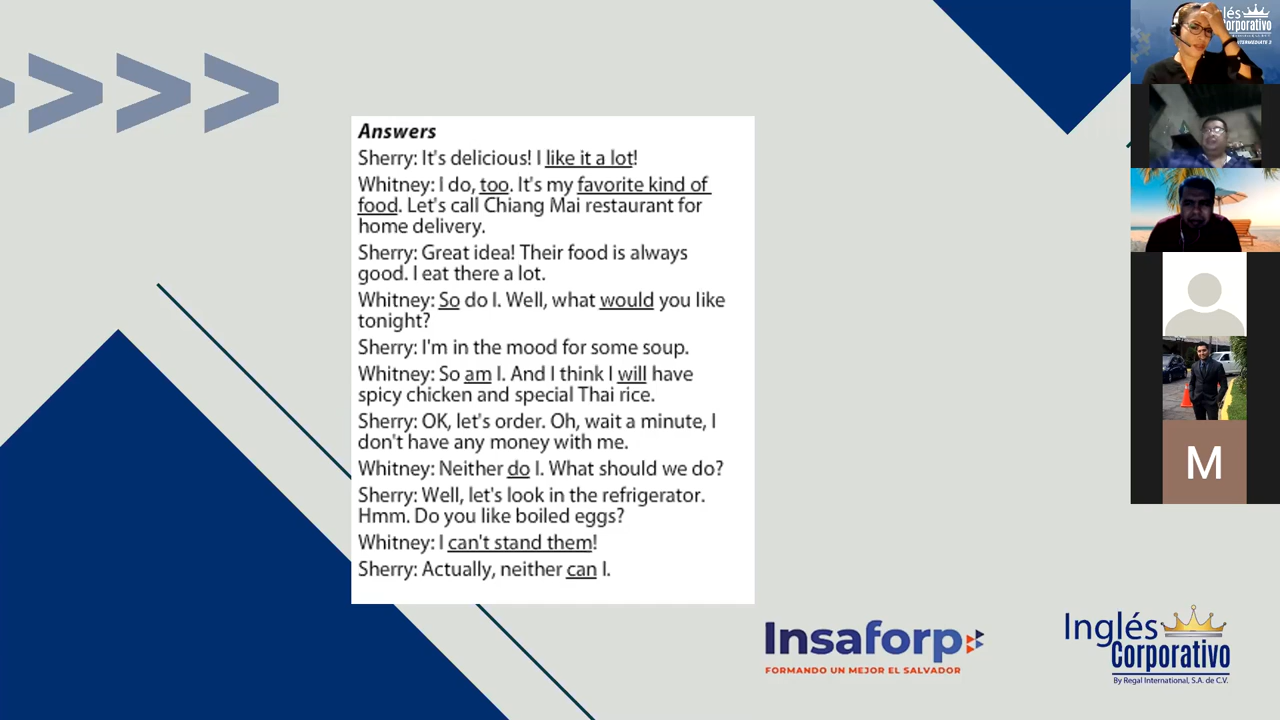 Answers
Sherry: It's delicious! I like it a lot!
Whitney: I do, too. It's my favorite kind of
food. Let's call Chiang Mai restaurant for
home delivery.
Sherry: Great idea! Their food is always
good. I eat there a lot.
Whitney: So do I. Well, what would you like
tonight?
Sherry: I'm in the mood for some soup.
Whitney: So am I. And I think I will have
spicy chicken and special Thai rice.
Sherry: OK, let's order. Oh, wait a minute, I
don't have any money with me.
Whitney: Neither do I. What should we do?
Sherry: Well, let's look in the refrigerator.
Hmm. Do you like boiled eggs?
Whitney: I can't stand them!
Sherry: Actually, neither can I.
Insaforp
FORMANDO UN MEJOR EL SALVADOR
Inglés
Corporativo
By Regal International, S.A. de C.V.
M